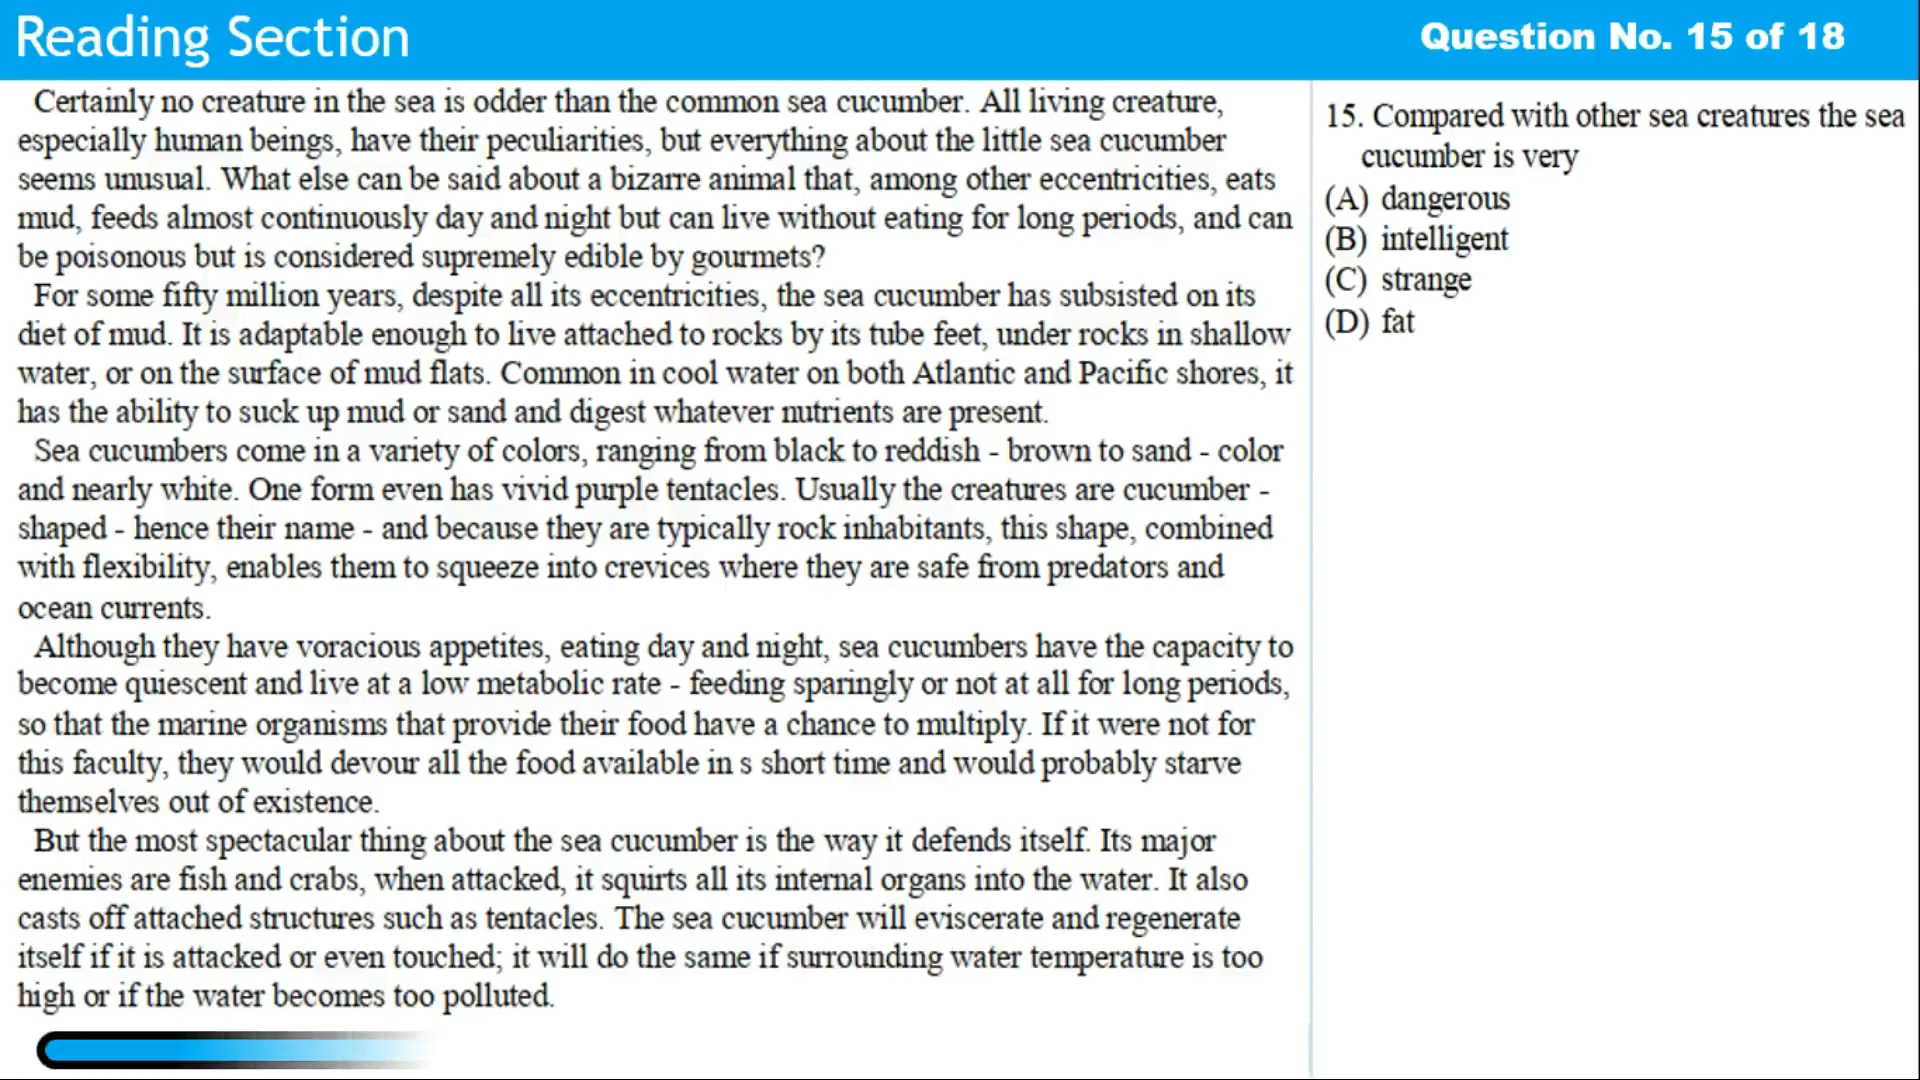 Reading Section
Question No. 15 of 18
Certainly no creature in the sea is odder than the common sea cucumber. All living creature,
especially human beings, have their peculiarities, but everything about the little sea cucumber
seems unusual. What else can be said about a bizarre animal that, among other eccentricities, eats
mud, feeds almost continuously day and night but can live without eating for long periods, and can
be poisonous but is considered supremely edible by gourmets?
For some fifty million years, despite all its eccentricities, the sea cucumber has subsisted on its
diet of mud. It is adaptable enough to live attached to rocks by its tube feet, under rocks in shallow
water, or on the surface of mud flats. Common in cool water on both Atlantic and Pacific shores, it
has the ability to suck up mud or sand and digest whatever nutrients are present.
Sea cucumbers come in a variety of colors, ranging from black to reddish - brown to sand - color
and nearly white. One form even has vivid purple tentacles. Usually the creatures are cucumber -
shaped - hence their name - and because they are typically rock inhabitants, this shape, combined
with flexibility, enables them to squeeze into crevices where they are safe from predators and
ocean currents.
Although they have voracious appetites, eating day and night, sea cucumbers have the capacity to
become quiescent and live at a low metabolic rate - feeding sparingly or not at all for long periods,
so that the marine organisms that provide their food have a chance to multiply. If it were not for
this faculty, they would devour all the food available in s short time and would probably starve
themselves out of existence.
But the most spectacular thing about the sea cucumber is the way it defends itself. Its major
enemies are fish and crabs, when attacked, it squirts all its internal organs into the water. It also
casts off attached structures such as tentacles. The sea cucumber will eviscerate and regenerate
itself if it is attacked or even touched; it will do the same if surrounding water temperature is too
high or if the water becomes too polluted.
15. Compared with other sea creatures the sea
cucumber is very
(A) dangerous
(B) intelligent
(C) strange
(D) fat